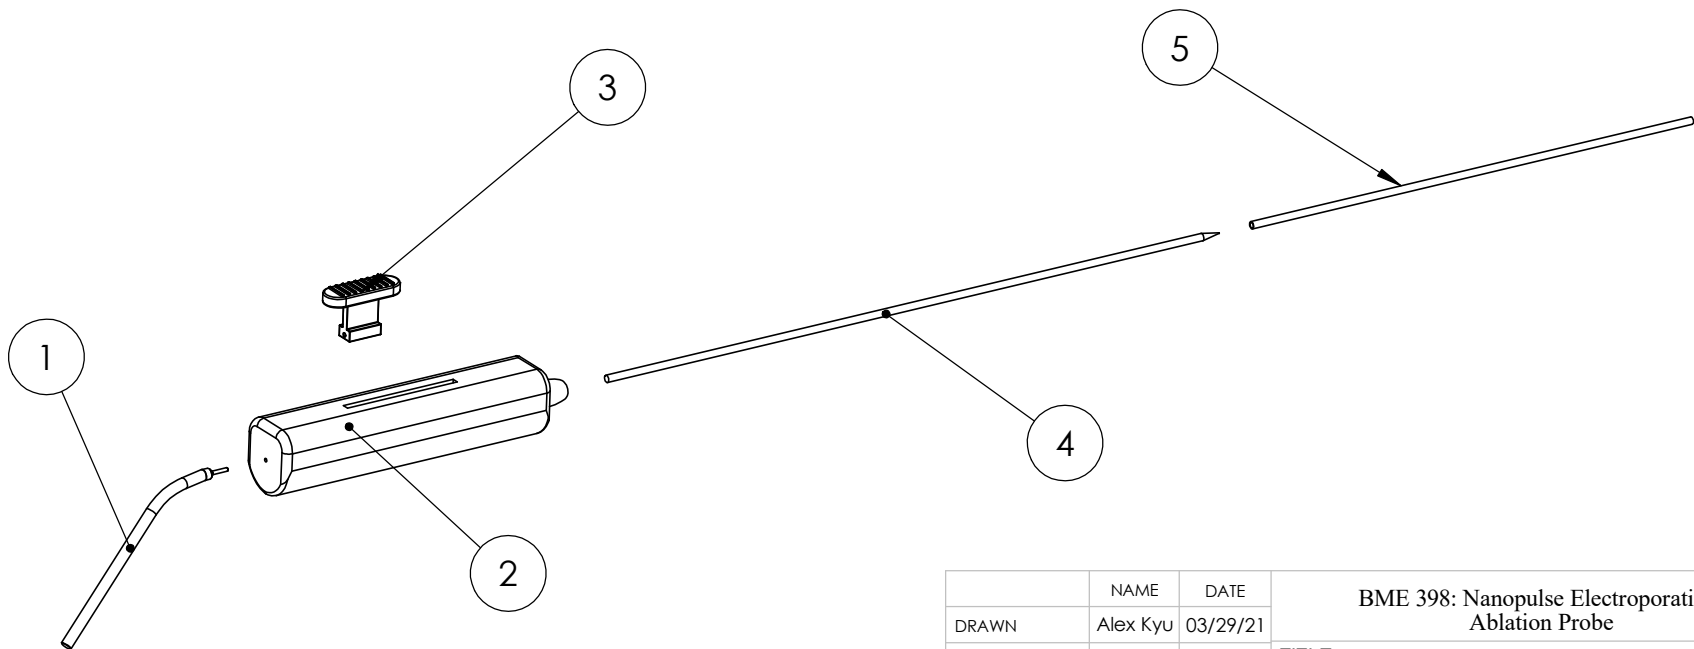 5
3
1
4
2
NAME DATE
BME 398: Nanopulse Electroporati
Ablation Probe
DRAWN Alex Kyu 03/29/21